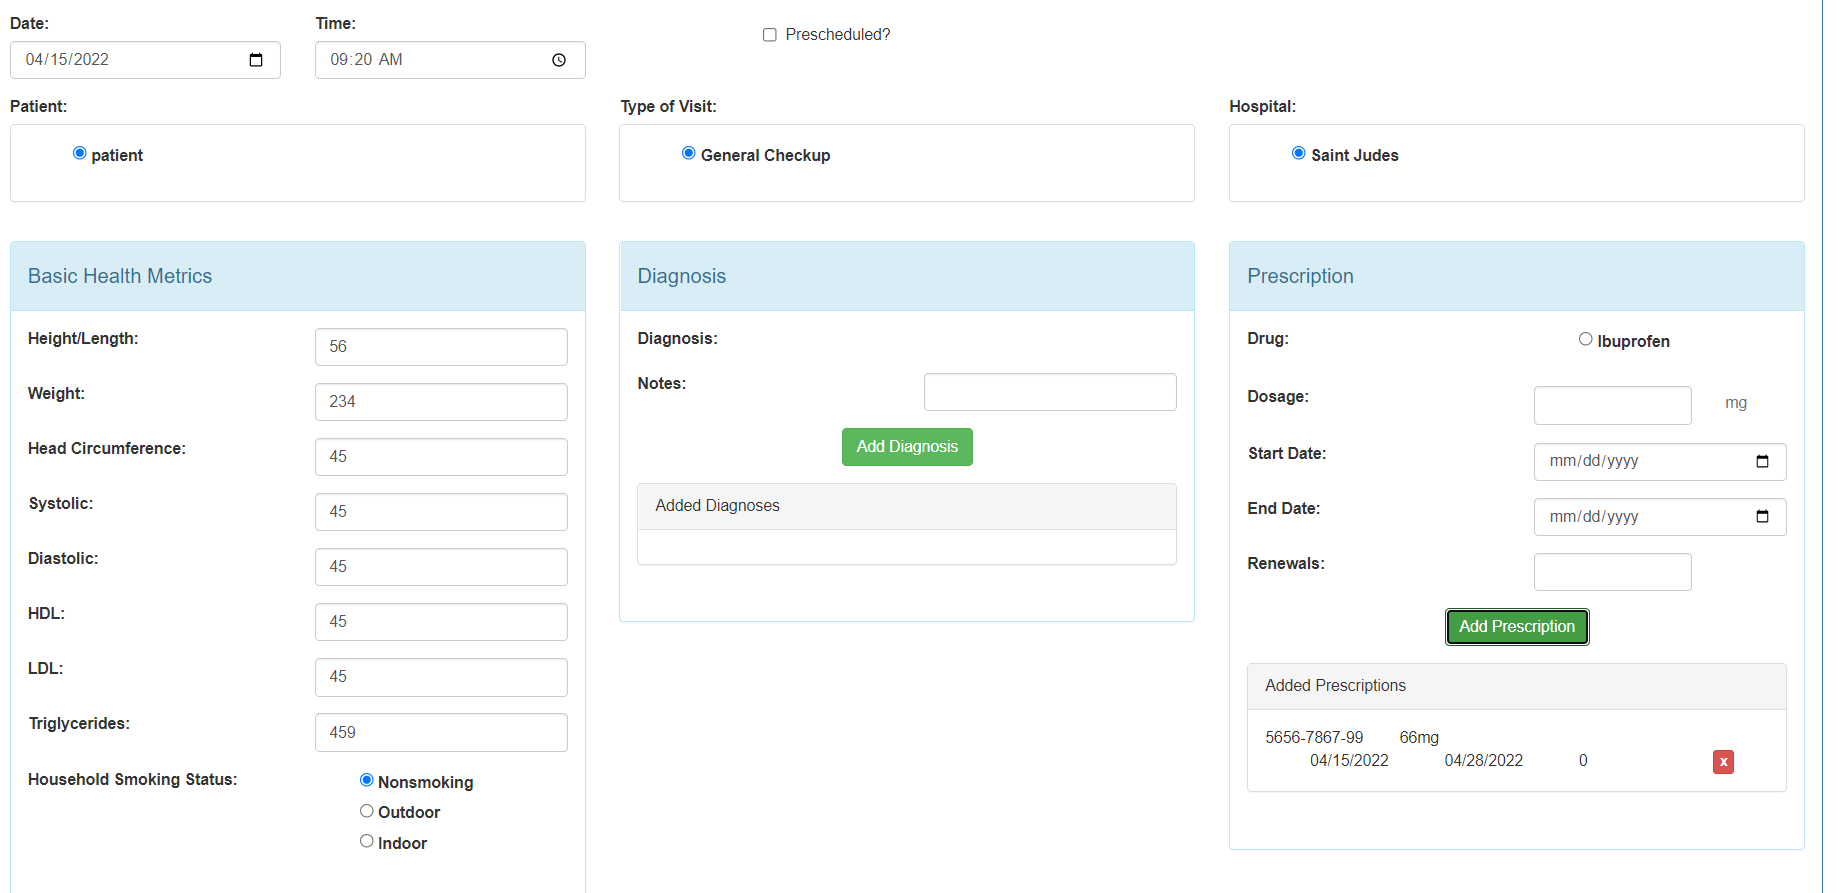 Date:
Time:
Prescheduled?
04/15/2022
09:20 AM
Patient:
Type of Visit:
Hospital:
patient
General Checkup
Saint Judes
Basic Health Metrics
Height/Length:
56
Weight:
234
Head Circumference:
45
Systolic:
45
Diastolic:
45
HDL:
45
LDL:
45
Triglycerides:
459
Household Smoking Status:
Nonsmoking
Outdoor
Indoor
Diagnosis
Diagnosis:
Notes:
Add Diagnosis
Added Diagnoses
Prescription
Drug:
Ibuprofen
Dosage:
mg
Start Date:
mm/dd/yyyy
End Date:
mm/dd/yyyy
Renewals:
Add Prescription
Added Prescriptions
5656-7867-99 66mg
04/15/2022 04/28/2022 0 x